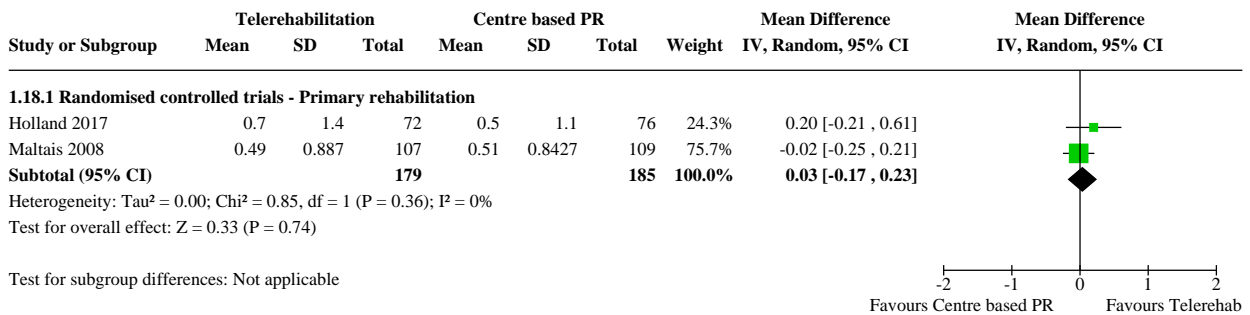 Telerehabilitation Centre based PR Mean Difference Mean Difference
Study or Subgroup Mean SD Total Mean SD Total Weight IV, Random, 95% CI IV, Random, 95% CI
1.18.1 Randomised controlled trials - Primary rehabilitation
Holland 2017 0.7 1.4 72 0.5 1.1 76 24.3% 0.20 [-0.21 , 0.61]
Maltais 2008 0.49 0.887 107 0.51 0.8427 109 75.7% -0.02 [-0.25 , 0.21]
Subtotal (95% CI) 179 185 100.0% 0.03 [-0.17 , 0.23]
Heterogeneity: Tau² = 0.00; Chi² = 0.85, df = 1 (P = 0.36); I² = 0%
Test for overall effect: Z = 0.33 (P = 0.74)
Test for subgroup differences: Not applicable
-2 -1 0 1 2
Favours Centre based PR Favours Telerehab